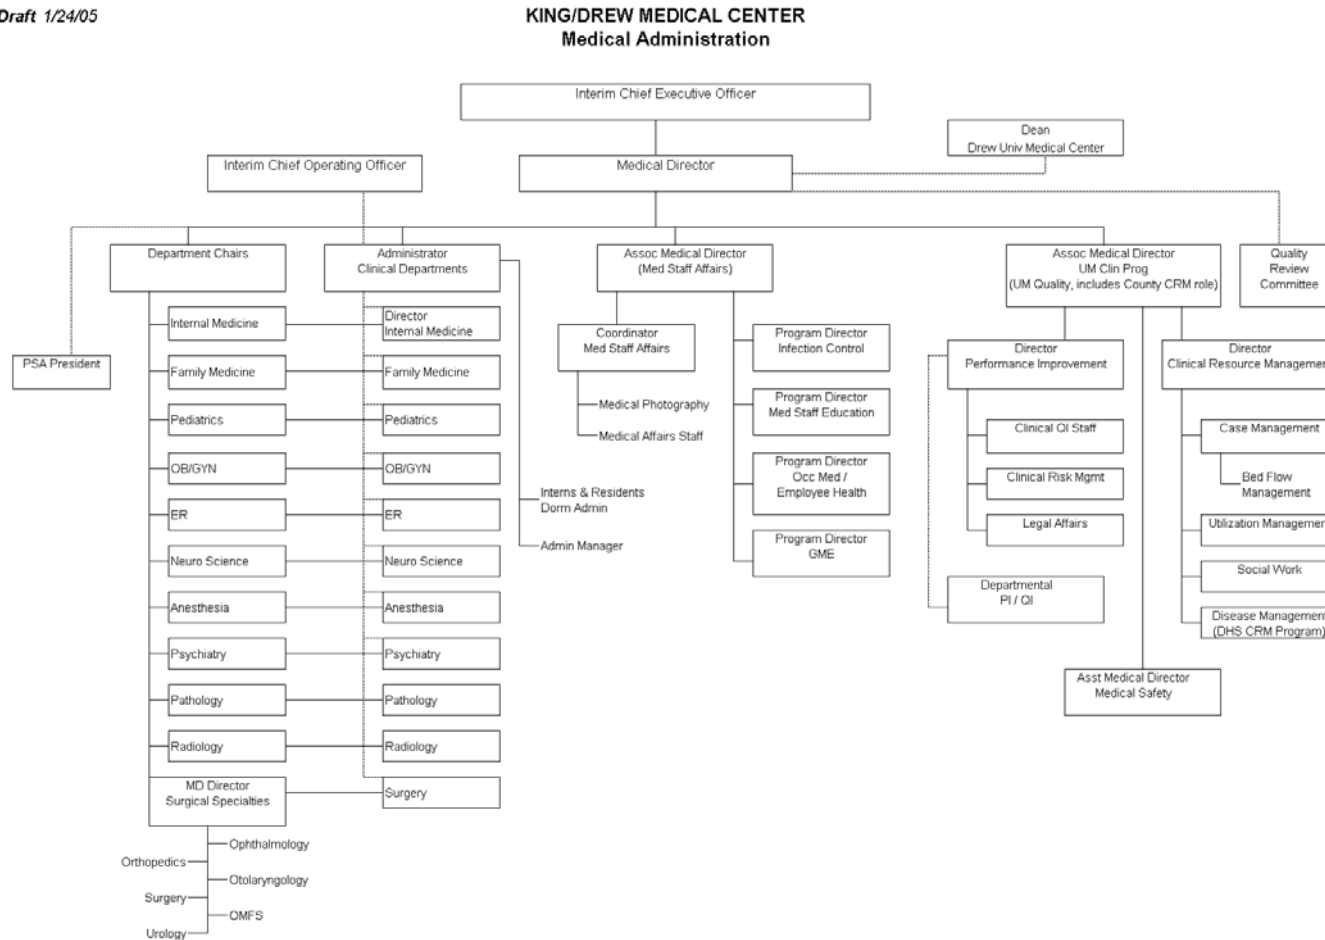 Draft 1/24/05
KING/DREW MEDICAL CENTER
Medical Administration
Interim Chief Executive Officer
Dean
Drew Univ Medical Center
Interim Chief Operating Officer
Medical Director
Department Chairs
Administrator
Clinical Departments
Assoc Medical Director
(Med Staff Affairs)
Assoc Medical Director
UM Clin Prog
(UM Quality, includes County CRM role)
Quality
Review
Committee
PSA President
Internal Medicine
Family Medicine
Pediatrics
OB/GYN
ER
Neuro Science
Anesthesia
Psychiatry
Pathology
Radiology
MD Director
Surgical Specialties
Ophthalmology
Orthopedics
Otolaryngology
Surgery
OMFS
Urology
Director
Internal Medicine
Family Medicine
Pediatrics
OB/GYN
ER
Neuro Science
Anesthesia
Psychiatry
Pathology
Radiology
Surgery
Interns & Residents
Dorm Admin
Admin Manager
Coordinator
Med Staff Affairs
Medical Photography
Medical Affairs Staff
Program Director
Infection Control
Program Director
Med Staff Education
Program Director
Occ Med /
Employee Health
Program Director
GME
Director
Performance Improvement
Clinical QI Staff
Clinical Risk Mgmt
Legal Affairs
Departmental
PI / QI
Asst Medical Director
Medical Safety
Director
Clinical Resource Managemen
Case Management
Bed Flow
Management
Utilization Managemen
Social Work
Disease Management
(DHS CRM Program)